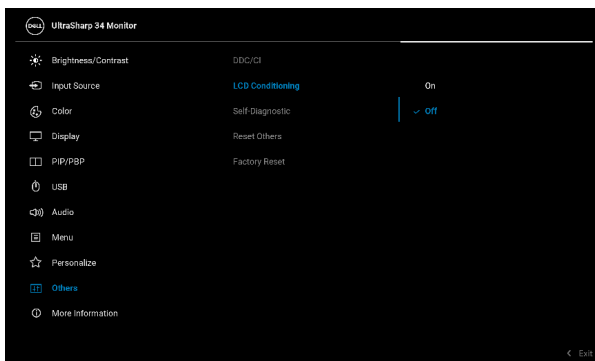 DELL UltraSharp 34 Monitor
Brightness/Contrast DDC/CI
Input Source LCD Conditioning On
Color Self-Diagnostic Off
Display Reset Others
PIP/PBP Factory Reset
USB
Audio
Menu
Personalize
Others
More Information
Exit